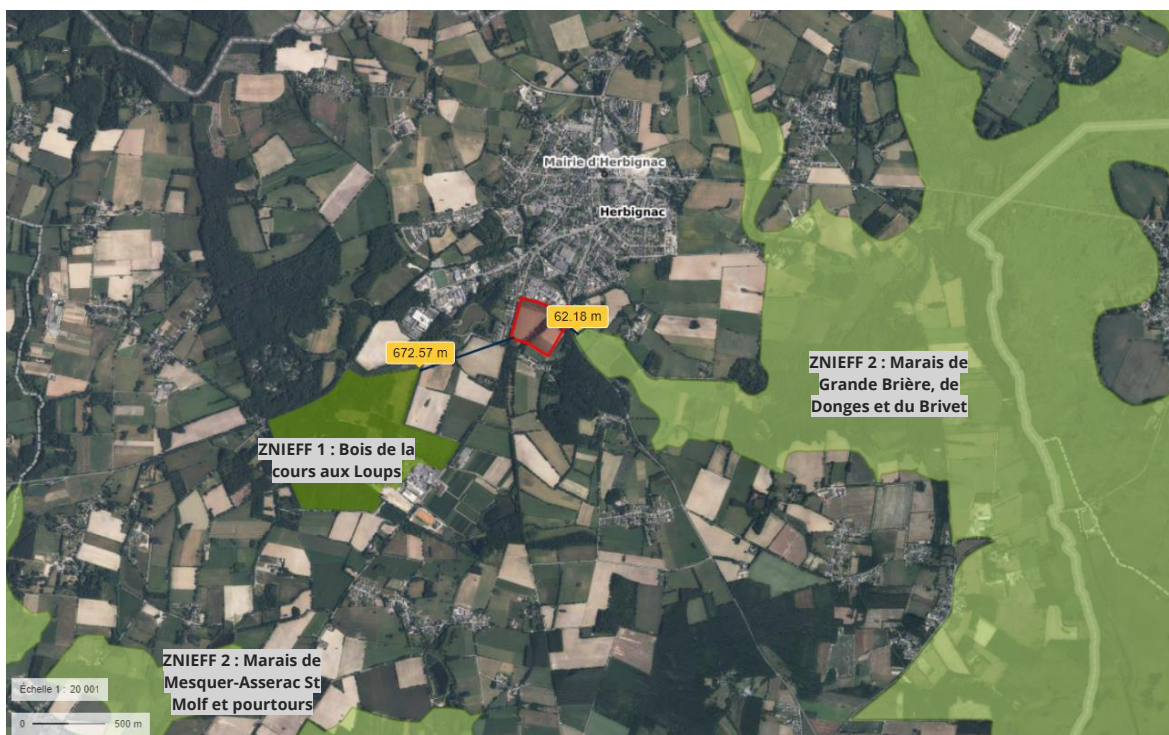 Mairie d'Herbignac
Herbignac
62.18 m
672.57 m
ZNIEFF 2 : Marais de
Grande Brière, de
Donges et du Brivet
ZNIEFF 1 : Bois de la
cours aux Loups
ZNIEFF 2 : Marais de
Mesquer-Asserac St
Molf et pourtours
Échelle 1 : 20 001
0 500 m